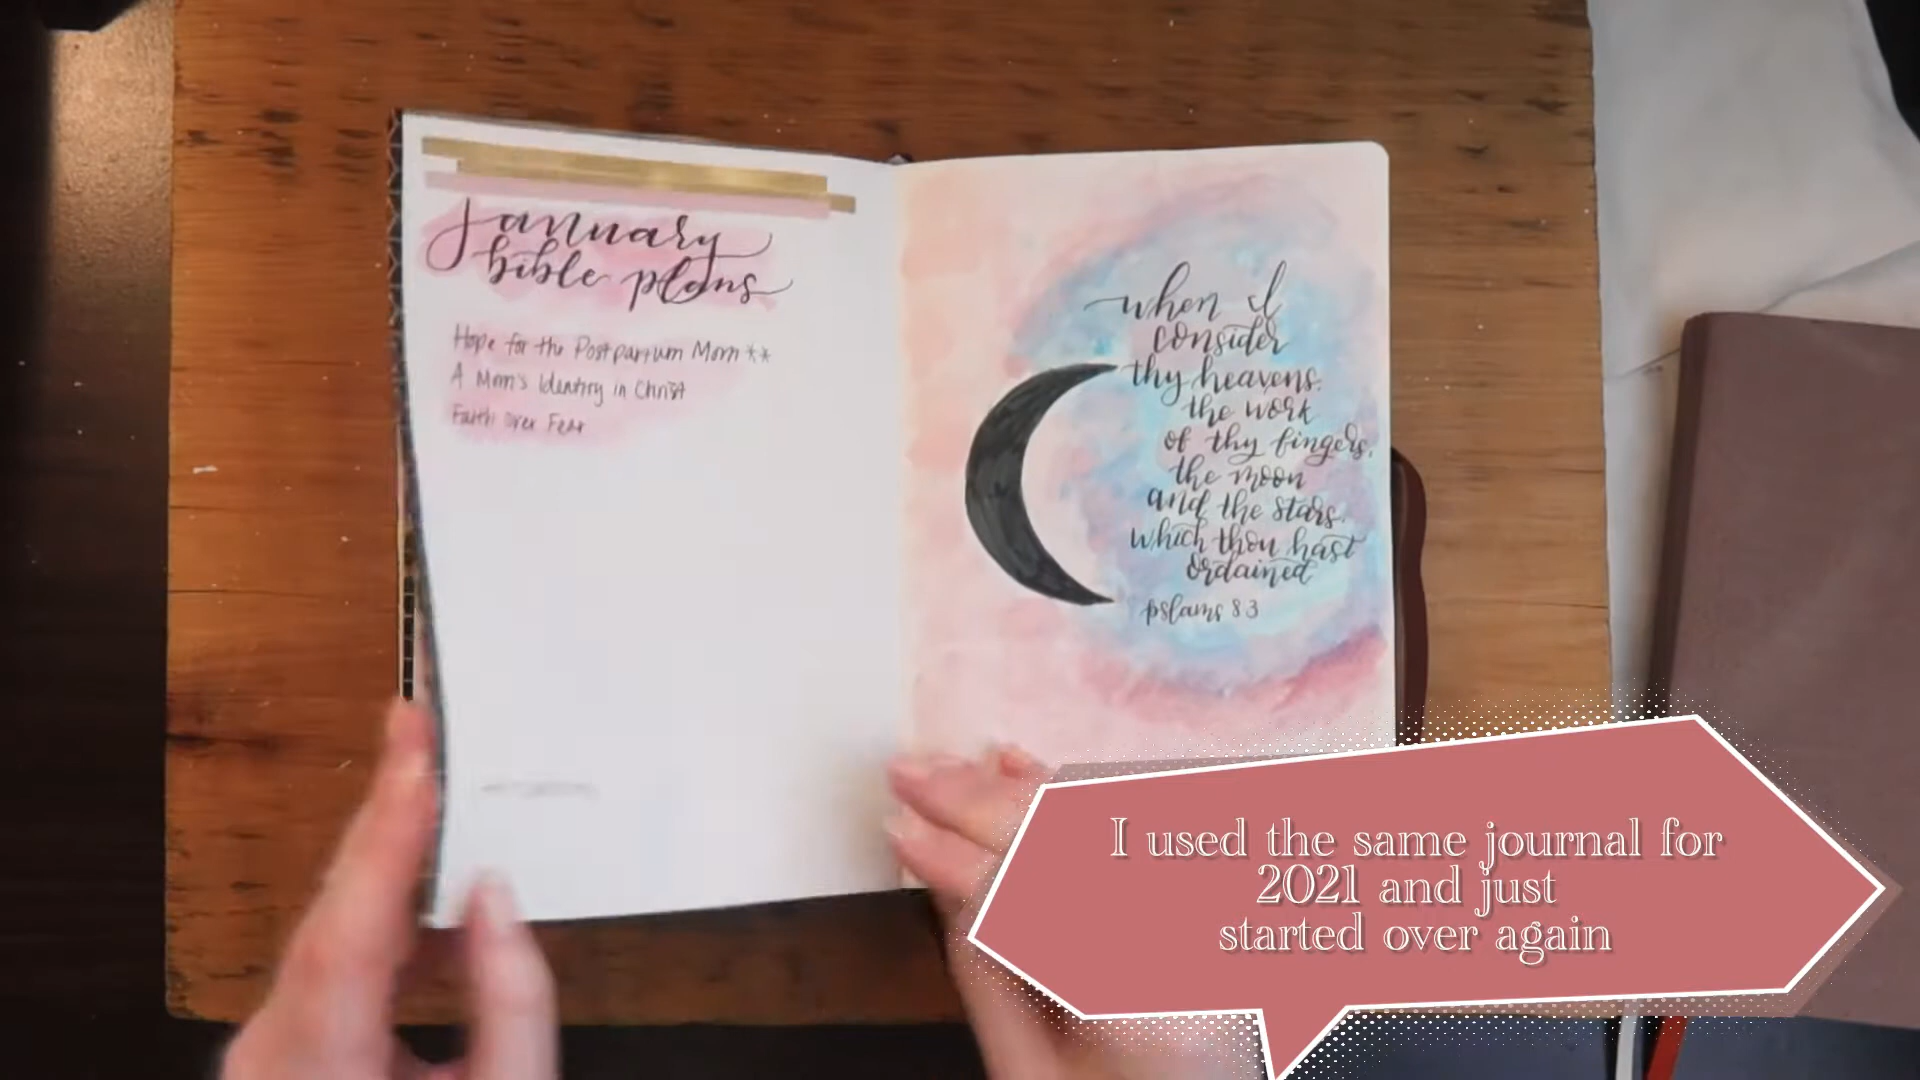 January
bible plans
Hope for the Postpartum Mom **
A Mom's Identity in Christ
Faith Over Fear
when I
consider
thy heavens.
the work
of thy fingers,
the moon
and the stars.
which thou hast
ordained
pslams 8 3
I used the same journal for
2021 and just
started over again